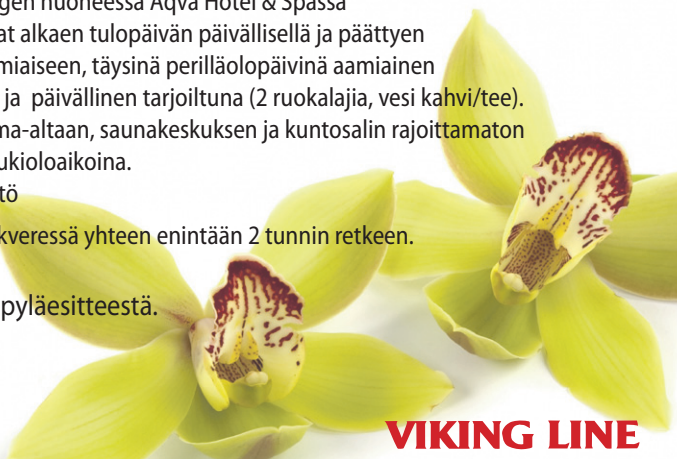 gen huoneessa Aqva Hotel & Spassa
at alkaen tulopäivän päivällisellä ja päättyen
miaiseen, täysinä perilläolopäivinä aamiainen
ja päivällinen tarjoiltuna (2 ruokalajia, vesi kahvi/tee).
ma-altaan, saunakeskuksen ja kuntosalin rajoittamaton
ukioloaikoina.
tö
kveressä yhteen enintään 2 tunnin retkeen.
pyläesitteestä.
VIKING LINE